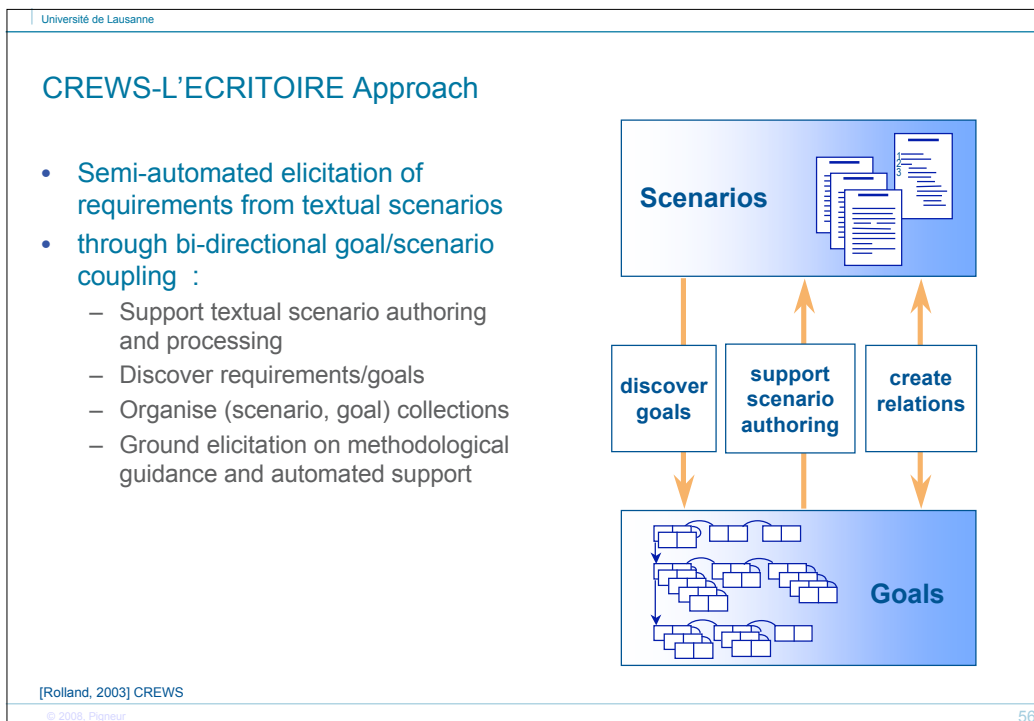 Université de Lausanne
CREWS-L'ECRITOIRE Approach
• Semi-automated elicitation of
requirements from textual scenarios
• through bi-directional goal/scenario
coupling :
– Support textual scenario authoring
and processing
– Discover requirements/goals
– Organise (scenario, goal) collections
– Ground elicitation on methodological
guidance and automated support
Scenarios
1
2
3
discover
goals
support
scenario
authoring
create
relations
Goals
[Rolland, 2003] CREWS
© 2008, Pigneur
56